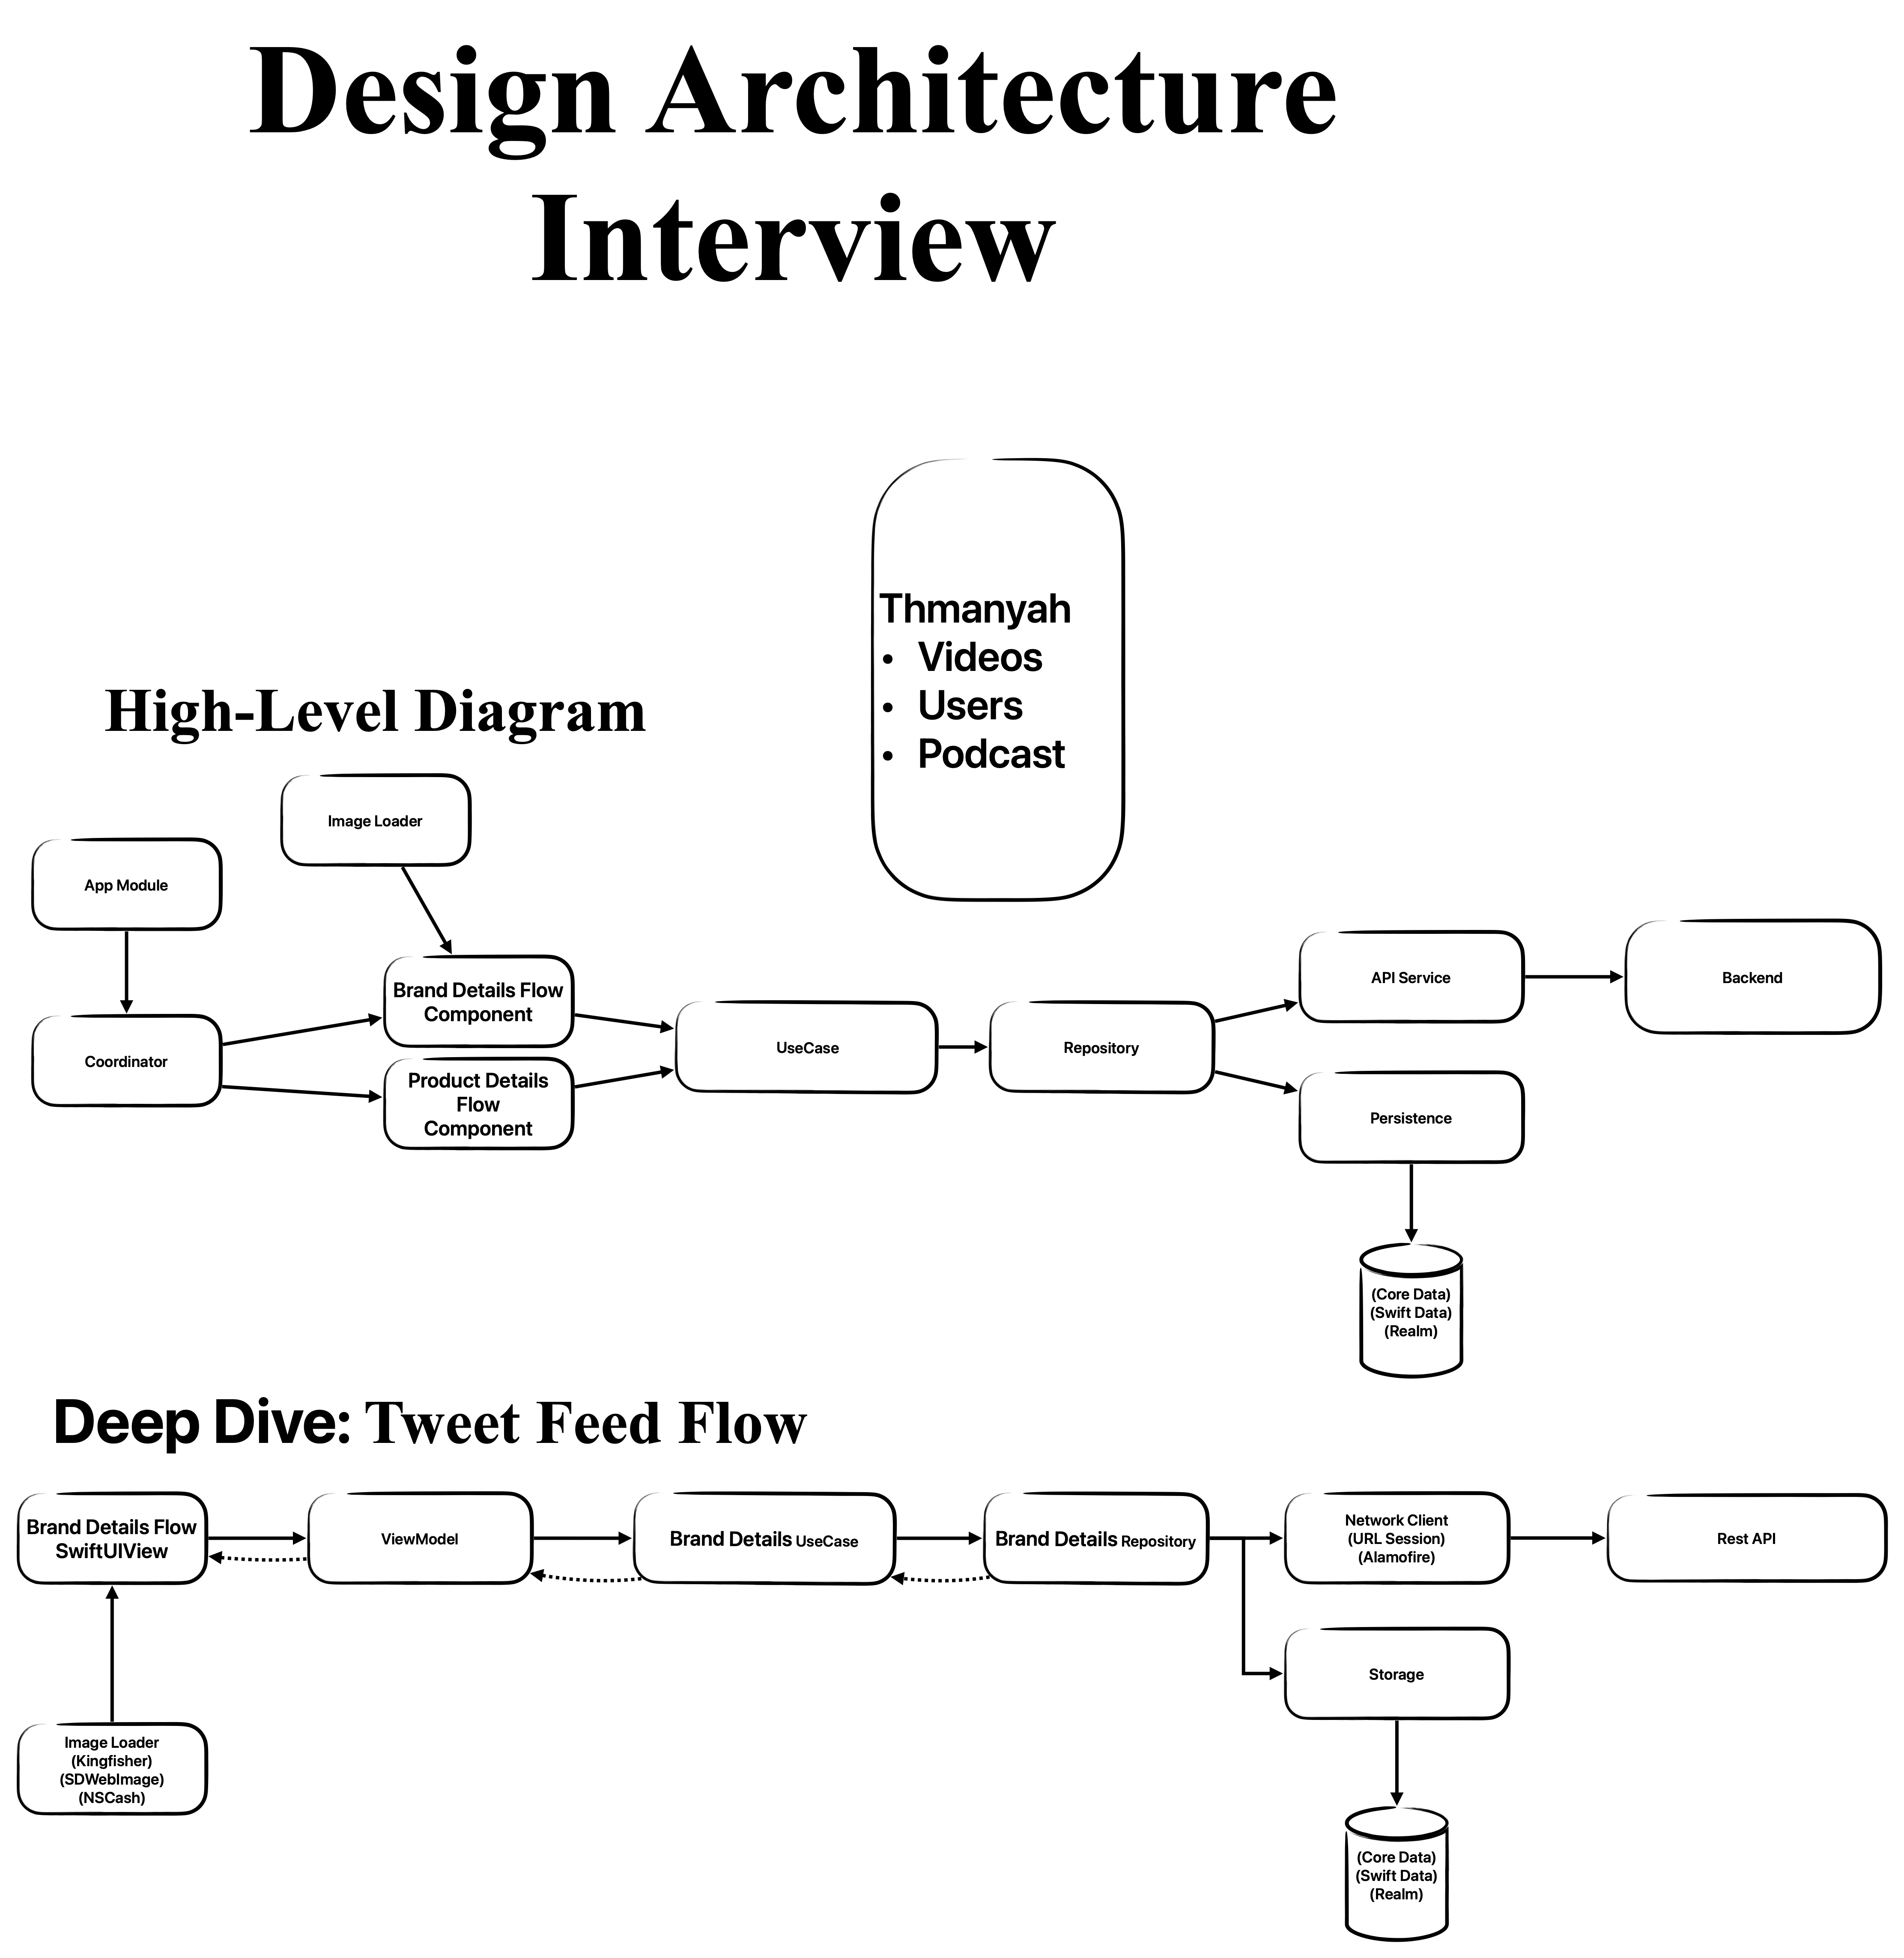 Design Architecture
Interview
Thmanyah
• Videos
• Users
• Podcast
High-Level Diagram
Image Loader
App Module
Brand Details Flow
Component
Coordinator
Product Details
Flow
Component
UseCase
Repository
API Service
Backend
Persistence
(Core Data)
(Swift Data)
(Realm)
Deep Dive: Tweet Feed Flow
Brand Details Flow
SwiftUIView
ViewModel
Brand Details UseCase
Brand Details Repository
Network Client
(URL Session)
(Alamofire)
Rest API
Storage
Image Loader
(Kingfisher)
(SDWebImage)
(NSCash)
(Core Data)
(Swift Data)
(Realm)